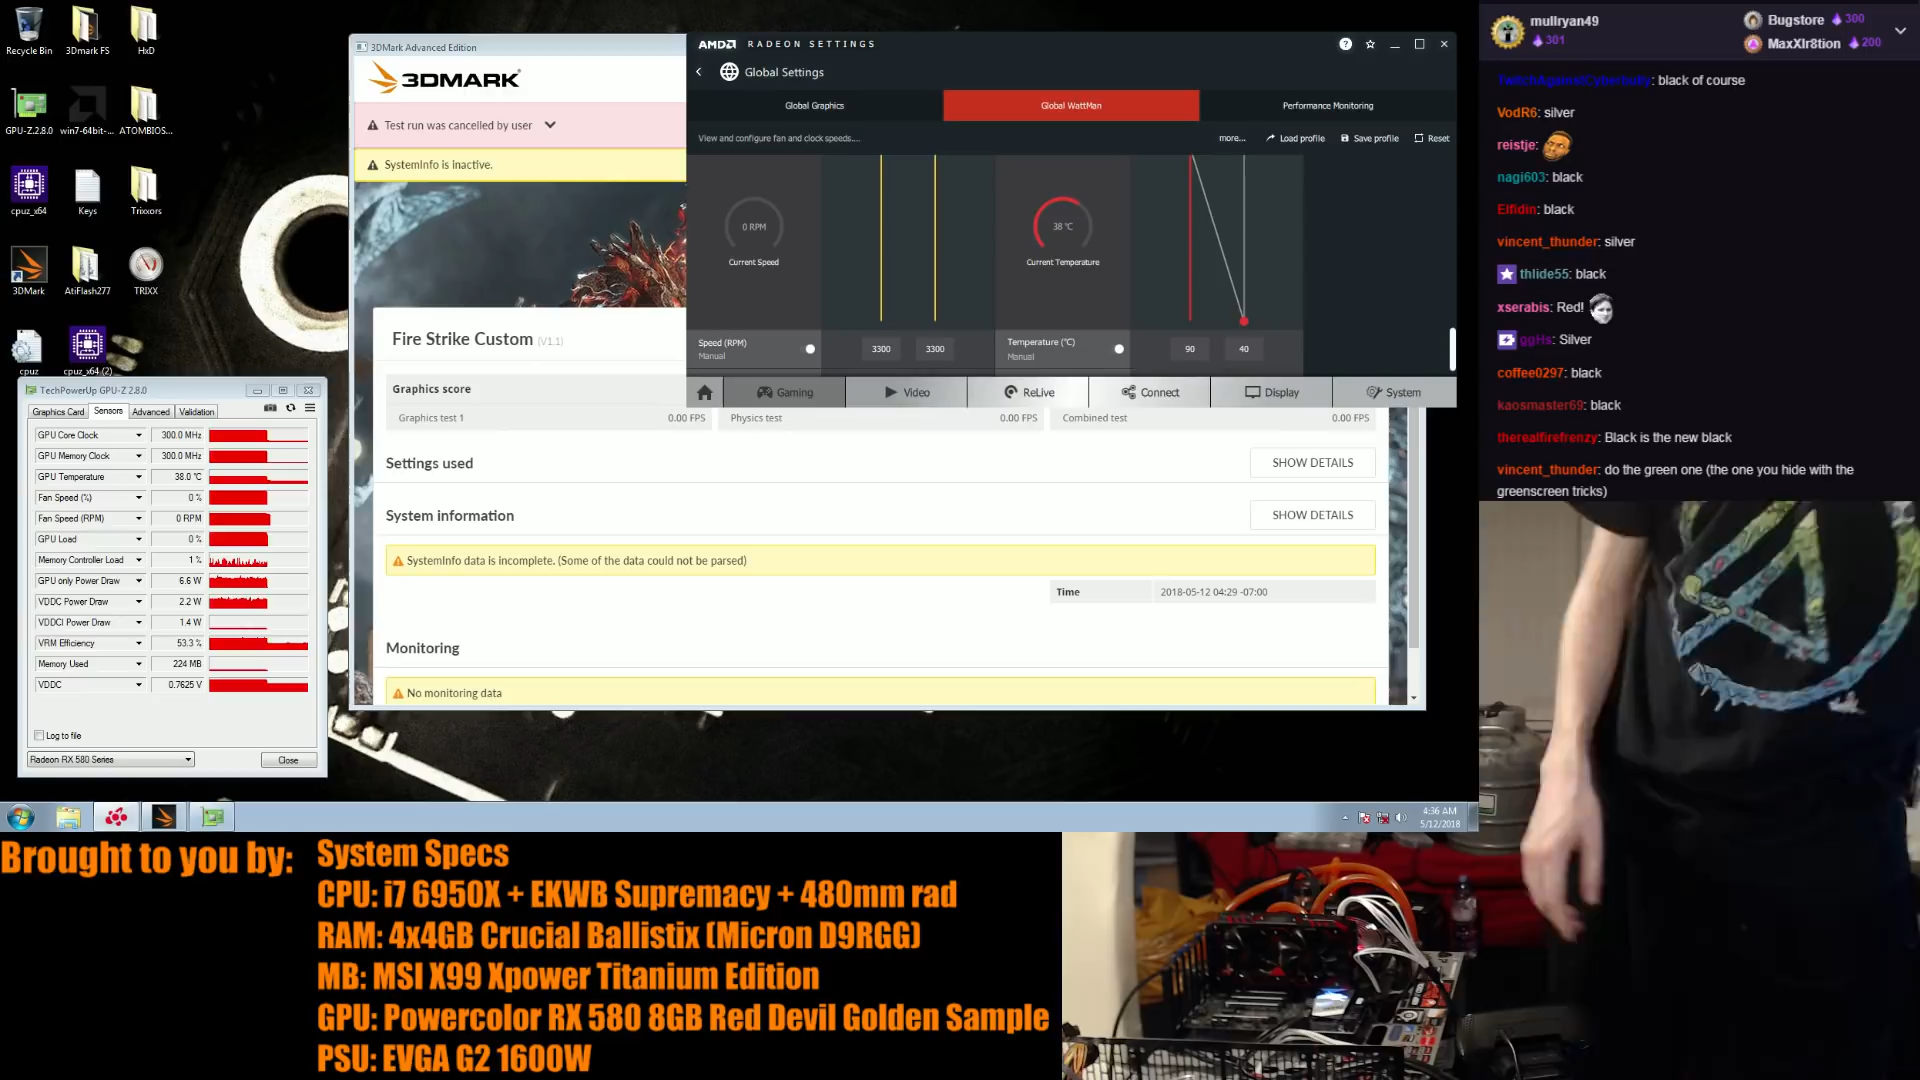 Recycle Bin
3Dmark FS
HxD
GPU-Z.2.8.0
win7-64bit-...
ATOMBIOS...
cpuz_x64
Keys
Trixxors
3DMark
AtiFlash277
TRIXX
cpuz
cpuz_x64 (2)
TechPowerUp GPU-Z 2.8.0
Graphics Card
Sensors
Advanced
Validation
GPU Core Clock
300.0 MHz
GPU Memory Clock
300.0 MHz
GPU Temperature
38.0 °C
Fan Speed (%)
0 %
Fan Speed (RPM)
0 RPM
GPU Load
0 %
Memory Controller Load
1 %
GPU only Power Draw
6.6 W
VDDC Power Draw
2.2 W
VDDCI Power Draw
1.4 W
VRM Efficiency
53.3 %
Memory Used
224 MB
VDDC
0.7625 V
Log to file
Radeon RX 580 Series
Close
3DMark Advanced Edition
3DMARK
Test run was cancelled by user
SystemInfo is inactive.
Fire Strike Custom (V1.1)
Graphics score
Graphics test 1
0.00 FPS
Physics test
0.00 FPS
Combined test
0.00 FPS
Settings used
SHOW DETAILS
System information
SHOW DETAILS
SystemInfo data is incomplete. (Some of the data could not be parsed)
Time
2018-05-12 04:29 -07:00
Monitoring
No monitoring data
AMD RADEON SETTINGS
Global Settings
Global Graphics
Global WattMan
Performance Monitoring
View and configure fan and clock speeds....
more...
Load profile
Save profile
Reset
0 RPM
Current Speed
38 °C
Current Temperature
Speed (RPM)
Manual
3300
3300
Temperature (°C)
Manual
90
40
Gaming
Video
ReLive
Connect
Display
System
4:36 AM
5/12/2018
mullryan49
301
Bugstore 300
MaxXlr8tion 200
TwitchAgainstCyberbully: black of course
VodR6: silver
reistje:
nagi603: black
Elfidin: black
vincent_thunder: silver
thlide55: black
xserabis: Red!
ggHs: Silver
coffee0297: black
kaosmaster69: black
therealfirefrenzy: Black is the new black
vincent_thunder: do the green one (the one you hide with the
greenscreen tricks)
Brought to you by:
System Specs
CPU: i7 6950X + EKWB Supremacy + 480mm rad
RAM: 4x4GB Crucial Ballistix (Micron D9RGG)
MB: MSI X99 Xpower Titanium Edition
GPU: Powercolor RX 580 8GB Red Devil Golden Sample
PSU: EVGA G2 1600W